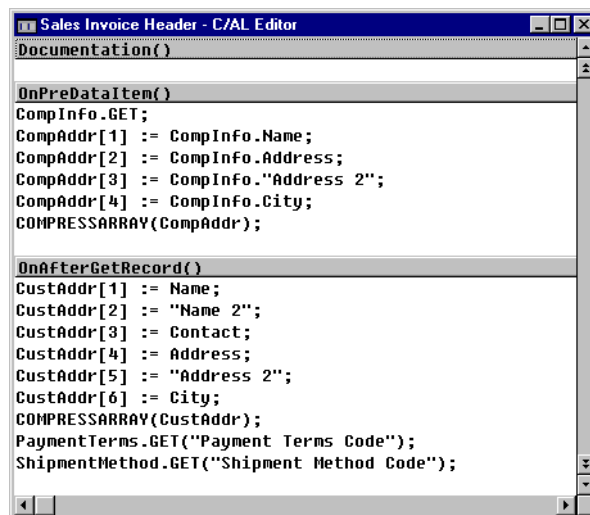 Sales Invoice Header - C/AL Editor
Documentation()
OnPreDataItem()
CompInfo.GET;
CompAddr[1] := CompInfo.Name;
CompAddr[2] := CompInfo.Address;
CompAddr[3] := CompInfo."Address 2";
CompAddr[4] := CompInfo.City;
COMPRESSARRAY(CompAddr);
OnAfterGetRecord()
CustAddr[1] := Name;
CustAddr[2] := "Name 2";
CustAddr[3] := Contact;
CustAddr[4] := Address;
CustAddr[5] := "Address 2";
CustAddr[6] := City;
COMPRESSARRAY(CustAddr);
PaymentTerms.GET("Payment Terms Code");
ShipmentMethod.GET("Shipment Method Code");